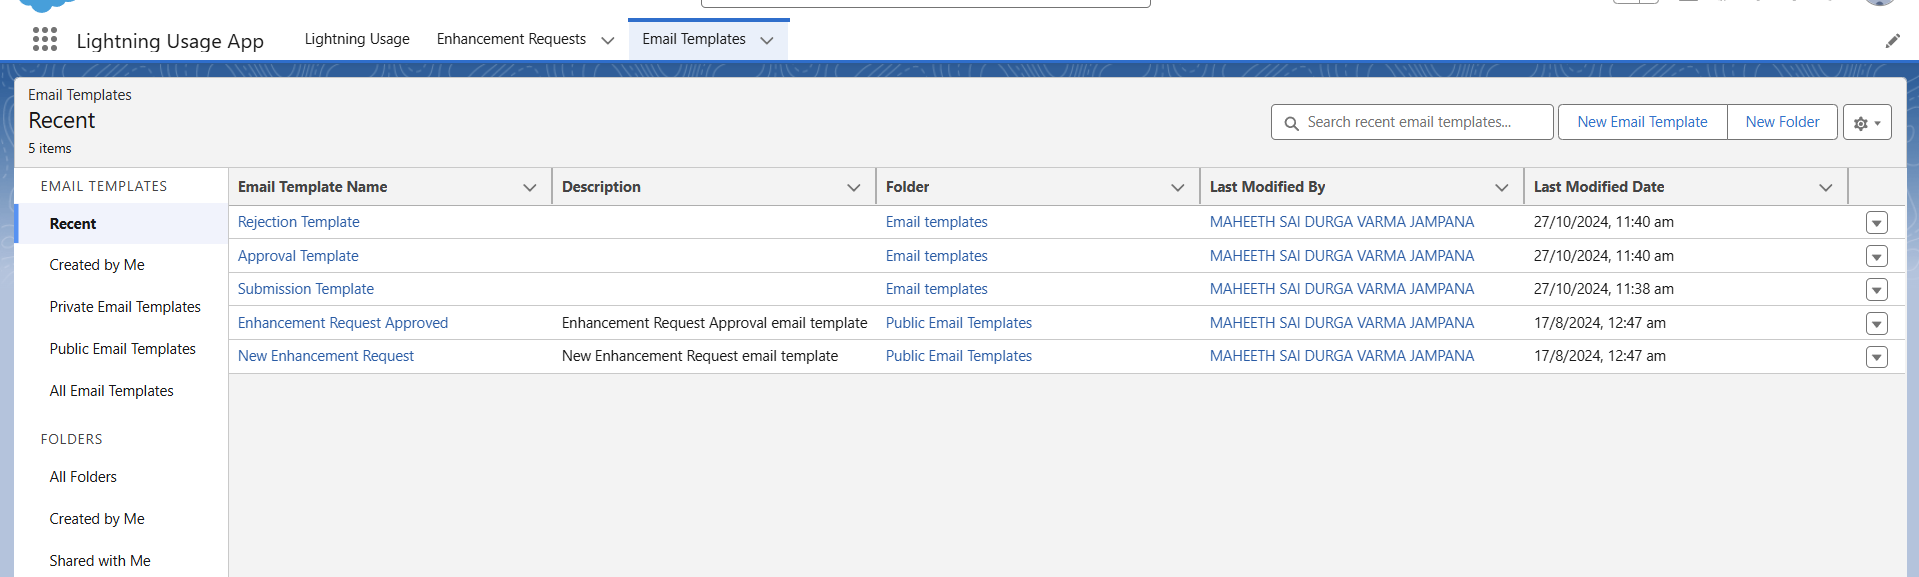 Lightning Usage App
Lightning Usage
Enhancement Requests
Email Templates
Email Templates
Recent
5 items
Search recent email templates...
New Email Template
New Folder
EMAIL TEMPLATES
Recent
Created by Me
Private Email Templates
Public Email Templates
All Email Templates
FOLDERS
All Folders
Created by Me
Shared with Me
Email Template Name Description Folder Last Modified By Last Modified Date
Rejection Template Email templates MAHEETH SAI DURGA VARMA JAMPANA 27/10/2024, 11:40 am
Approval Template Email templates MAHEETH SAI DURGA VARMA JAMPANA 27/10/2024, 11:40 am
Submission Template Email templates MAHEETH SAI DURGA VARMA JAMPANA 27/10/2024, 11:38 am
Enhancement Request Approved Enhancement Request Approval email template Public Email Templates MAHEETH SAI DURGA VARMA JAMPANA 17/8/2024, 12:47 am
New Enhancement Request New Enhancement Request email template Public Email Templates MAHEETH SAI DURGA VARMA JAMPANA 17/8/2024, 12:47 am